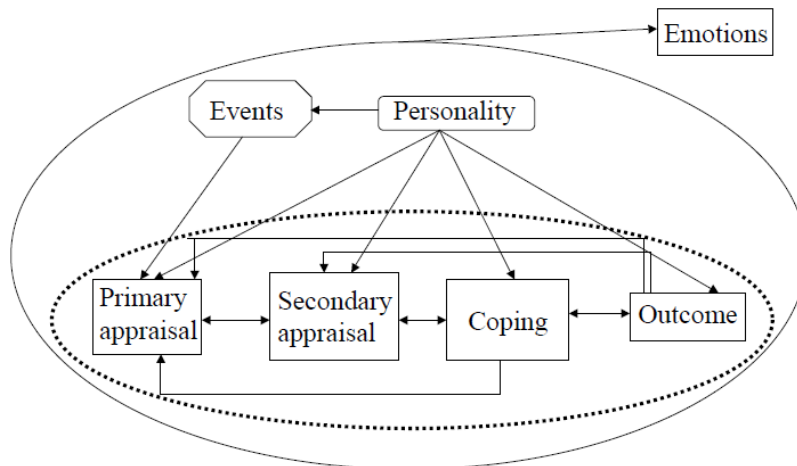 Emotions
Events
Personality
Primary
appraisal
Secondary
appraisal
Coping
Outcome